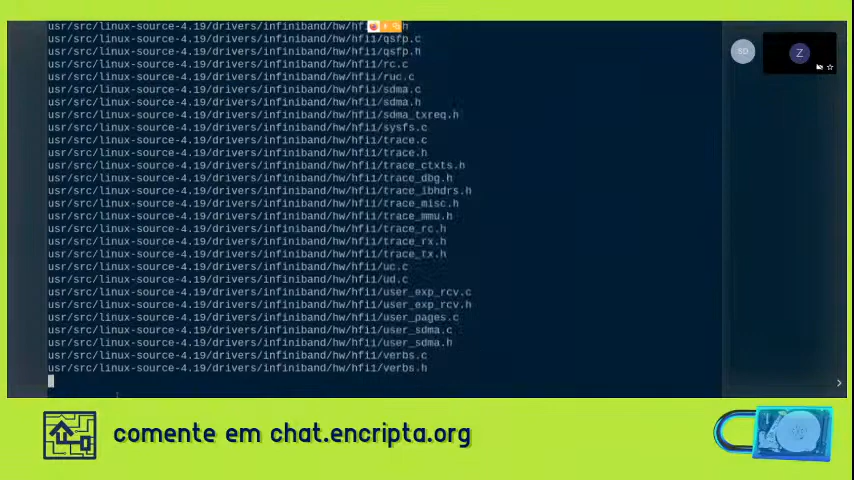 usr/src/linux-source-4.19/drivers/infiniband/hw/hf h
usr/src/linux-source-4.19/drivers/infiniband/hw/hfi1/qsfp.c
usr/src/linux-source-4.19/drivers/infiniband/hw/hfi1/qsfp.h
usr/src/linux-source-4.19/drivers/infiniband/hw/hfi1/rc.c
usr/src/linux-source-4.19/drivers/infiniband/hw/hfi1/ruc.c
usr/src/linux-source-4.19/drivers/infiniband/hw/hfi1/sdma.c
usr/src/linux-source-4.19/drivers/infiniband/hw/hfi1/sdma.h
usr/src/linux-source-4.19/drivers/infiniband/hw/hfi1/sdma_txreq.h
usr/src/linux-source-4.19/drivers/infiniband/hw/hfi1/sysfs.c
usr/src/linux-source-4.19/drivers/infiniband/hw/hfi1/trace.c
usr/src/linux-source-4.19/drivers/infiniband/hw/hfi1/trace.h
usr/src/linux-source-4.19/drivers/infiniband/hw/hfi1/trace_ctxts.h
usr/src/linux-source-4.19/drivers/infiniband/hw/hfi1/trace_dbg.h
usr/src/linux-source-4.19/drivers/infiniband/hw/hfi1/trace_ibhdrs.h
usr/src/linux-source-4.19/drivers/infiniband/hw/hfi1/trace_misc.h
usr/src/linux-source-4.19/drivers/infiniband/hw/hfi1/trace_mmu.h
usr/src/linux-source-4.19/drivers/infiniband/hw/hfi1/trace_rc.h
usr/src/linux-source-4.19/drivers/infiniband/hw/hfi1/trace_rx.h
usr/src/linux-source-4.19/drivers/infiniband/hw/hfi1/trace_tx.h
usr/src/linux-source-4.19/drivers/infiniband/hw/hfi1/uc.c
usr/src/linux-source-4.19/drivers/infiniband/hw/hfi1/ud.c
usr/src/linux-source-4.19/drivers/infiniband/hw/hfi1/user_exp_rcv.c
usr/src/linux-source-4.19/drivers/infiniband/hw/hfi1/user_exp_rcv.h
usr/src/linux-source-4.19/drivers/infiniband/hw/hfi1/user_pages.c
usr/src/linux-source-4.19/drivers/infiniband/hw/hfi1/user_sdma.c
usr/src/linux-source-4.19/drivers/infiniband/hw/hfi1/user_sdma.h
usr/src/linux-source-4.19/drivers/infiniband/hw/hfi1/verbs.c
usr/src/linux-source-4.19/drivers/infiniband/hw/hfi1/verbs.h
SD
Z
comente em chat.encripta.org